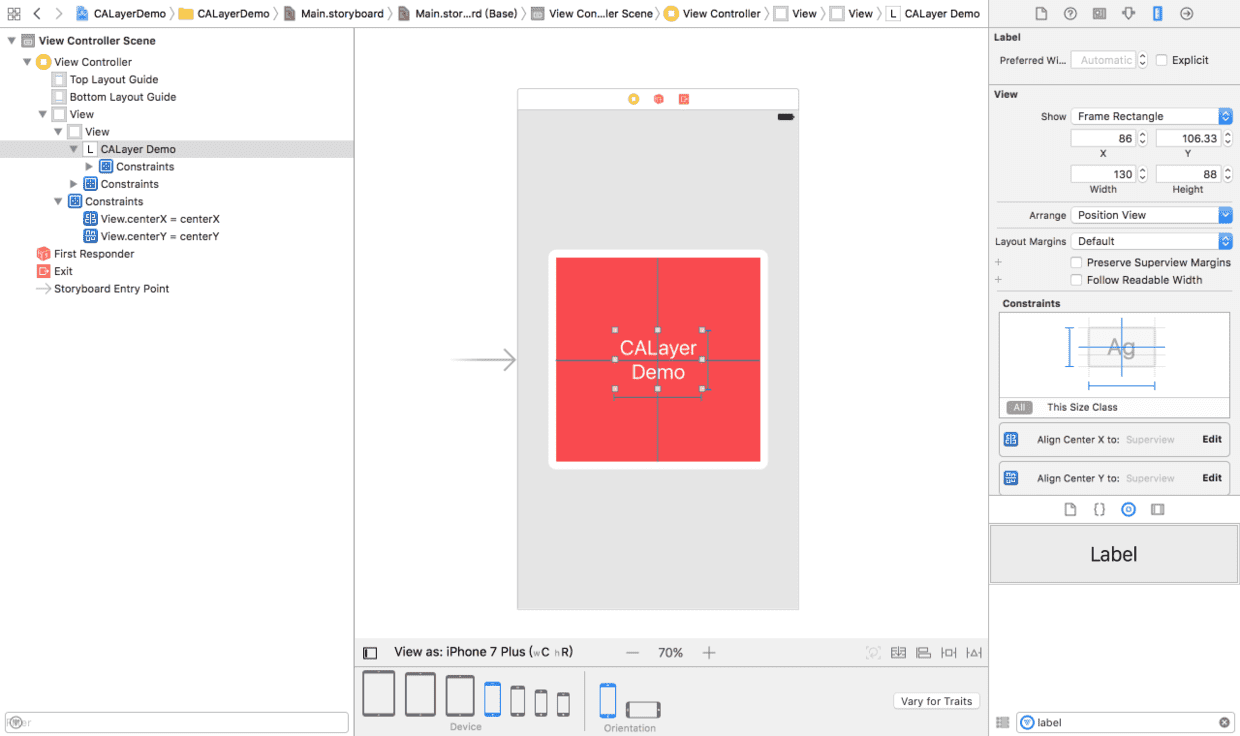 CALayerDemo CALayerDemo Main.storyboard Main.stor...rd (Base) View Con...ler Scene View Controller View View L CALayer Demo
View Controller Scene
View Controller
Top Layout Guide
Bottom Layout Guide
View
View
L CALayer Demo
Constraints
Constraints
Constraints
View.centerX = centerX
View.centerY = centerY
First Responder
Exit
Storyboard Entry Point
CALayer
Demo
View as: iPhone 7 Plus (wC hR)
70%
Device
Orientation
Vary for Traits
Label
Preferred Wi... Automatic Explicit
View
Show Frame Rectangle
86 106.33
X Y
130 88
Width Height
Arrange Position View
Layout Margins Default
+ Preserve Superview Margins
+ Follow Readable Width
Constraints
Ag
All This Size Class
Align Center X to: Superview Edit
Align Center Y to: Superview Edit
{ }
Label
label